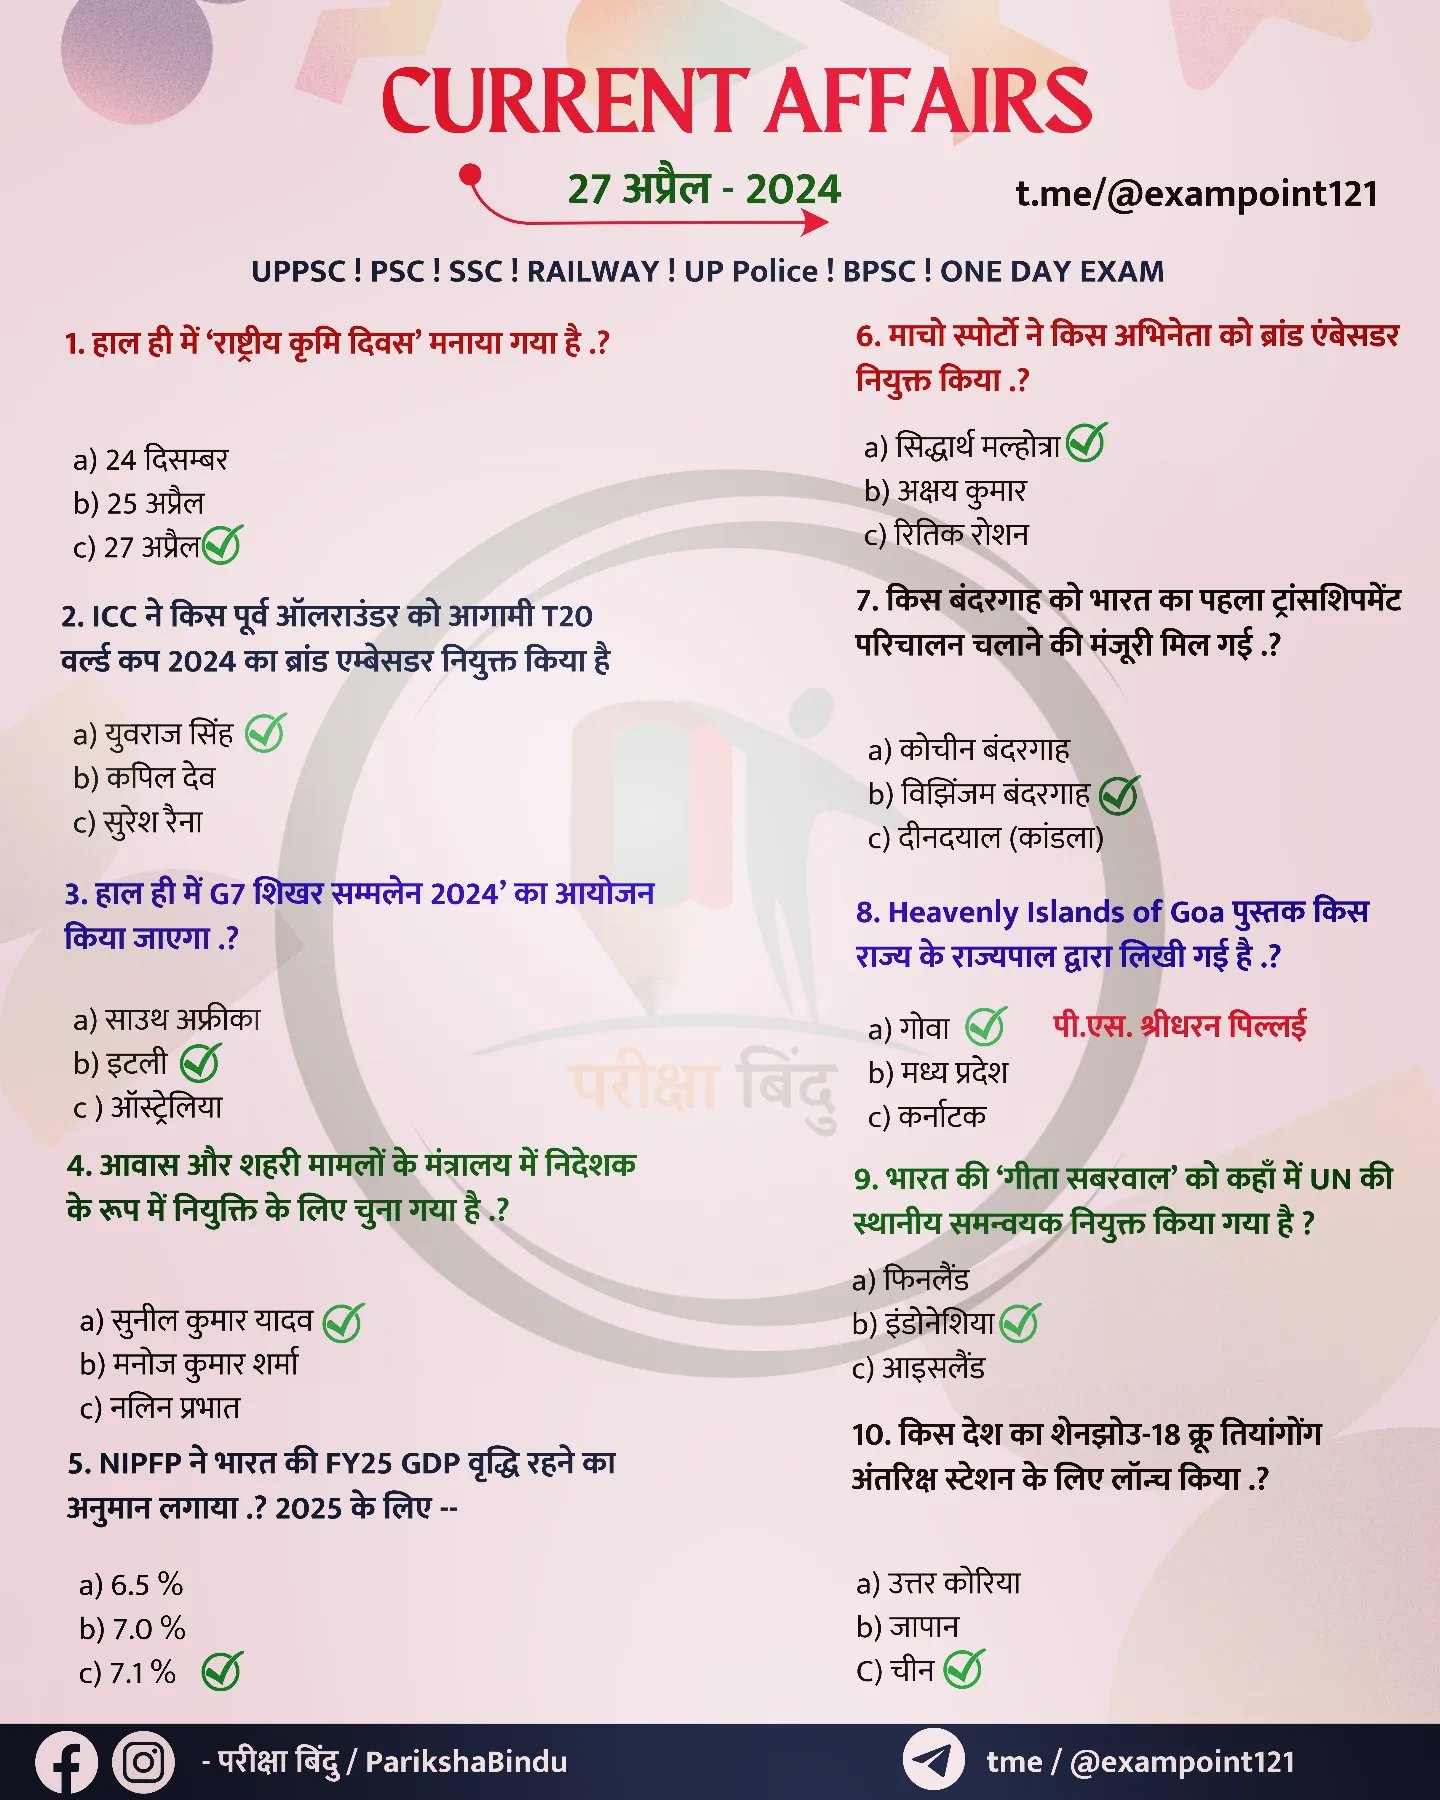 CURRENT AFFAIRS
27 अप्रैल - 2024
t.me/@exampoint121
UPPSC ! PSC ! SSC ! RAILWAY ! UP Police ! BPSC ! ONE DAY EXAM
1. हाल ही में ‘राष्ट्रीय कृमि दिवस’ मनाया गया है .?
a) 24 दिसम्बर
b) 25 अप्रैल
c) 27 अप्रैल
2. ICC ने किस पूर्व ऑलराउंडर को आगामी T20
वर्ल्ड कप 2024 का ब्रांड एम्बेसडर नियुक्त किया है
a) युवराज सिंह
b) कपिल देव
c) सुरेश रैना
3. हाल ही में G7 शिखर सम्मलेन 2024’ का आयोजन
किया जाएगा .?
a) साउथ अफ्रीका
b) इटली
c ) ऑस्ट्रेलिया
4. आवास और शहरी मामलों के मंत्रालय में निदेशक
के रूप में नियुक्ति के लिए चुना गया है .?
a) सुनील कुमार यादव
b) मनोज कुमार शर्मा
c) नलिन प्रभात
5. NIPFP ने भारत की FY25 GDP वृद्धि रहने का
अनुमान लगाया .? 2025 के लिए --
a) 6.5 %
b) 7.0 %
c) 7.1 %
6. माचो स्पोर्टो ने किस अभिनेता को ब्रांड एंबेसडर
नियुक्त किया .?
a) सिद्धार्थ मल्होत्रा
b) अक्षय कुमार
c) रितिक रोशन
7. किस बंदरगाह को भारत का पहला ट्रांसशिपमेंट
परिचालन चलाने की मंजूरी मिल गई .?
a) कोचीन बंदरगाह
b) विझिंजम बंदरगाह
c) दीनदयाल (कांडला)
8. Heavenly Islands of Goa पुस्तक किस
राज्य के राज्यपाल द्वारा लिखी गई है .?
a) गोवा पी.एस. श्रीधरन पिल्लई
b) मध्य प्रदेश
c) कर्नाटक
9. भारत की ‘गीता सबरवाल’ को कहाँ में UN की
स्थानीय समन्वयक नियुक्त किया गया है ?
a) फिनलैंड
b) इंडोनेशिया
c) आइसलैंड
10. किस देश का शेनझोउ-18 क्रू तियांगोंग
अंतरिक्ष स्टेशन के लिए लॉन्च किया .?
a) उत्तर कोरिया
b) जापान
C) चीन
परीक्षा बिंदु
- परीक्षा बिंदु / ParikshaBindu
tme / @exampoint121